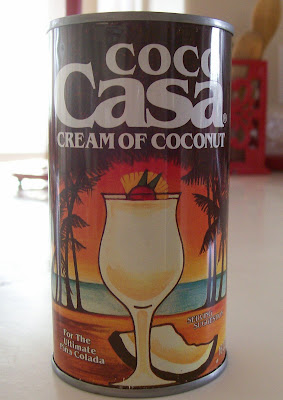 COCO
Casa®
CREAM OF COCONUT
For The
Ultimate
Piña Colada